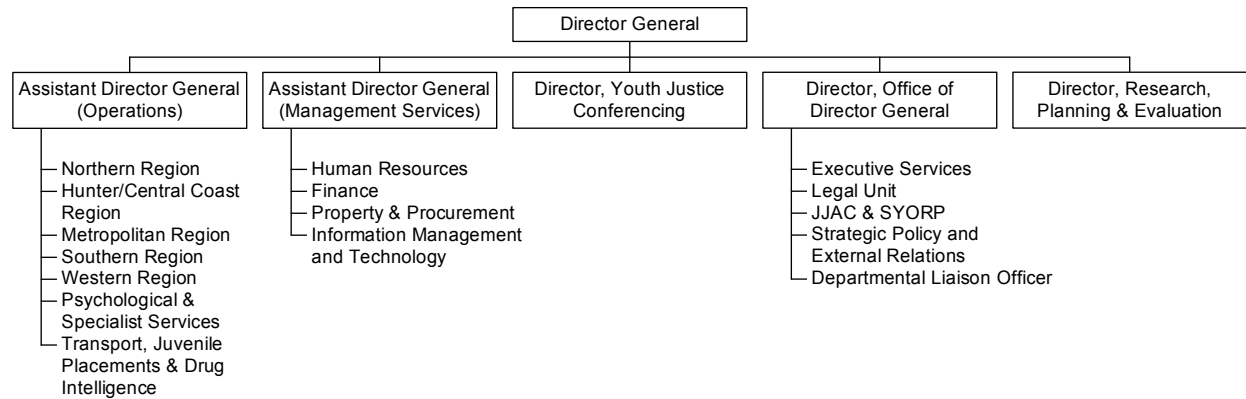 Director General
Assistant Director General
(Operations)
Assistant Director General
(Management Services)
Director, Youth Justice
Conferencing
Director, Office of
Director General
Director, Research,
Planning & Evaluation
Northern Region
Hunter/Central Coast
Region
Metropolitan Region
Southern Region
Western Region
Psychological &
Specialist Services
Transport, Juvenile
Placements & Drug
Intelligence
Human Resources
Finance
Property & Procurement
Information Management
and Technology
Executive Services
Legal Unit
JJAC & SYORP
Strategic Policy and
External Relations
Departmental Liaison Officer